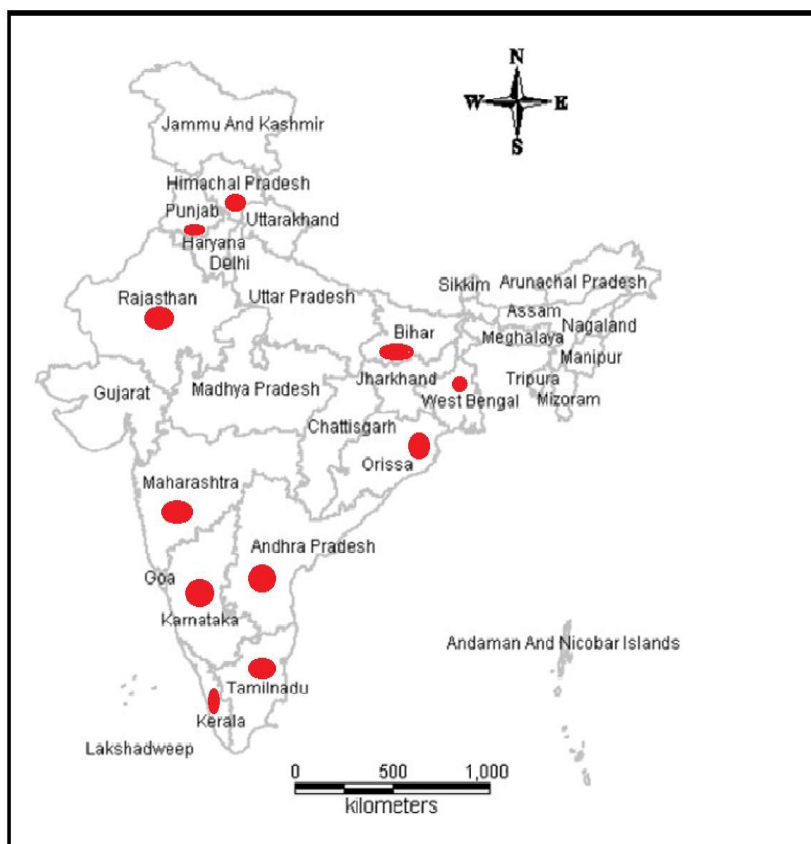 N
W E
S
Jammu And Kashmir
Himachal Pradesh
Punjab
Uttarakhand
Haryana
Delhi
Rajasthan
Uttar Pradesh
Sikkim
Arunachal Pradesh
Assam
Bihar
Nagaland
Meghalaya
Manipur
Gujarat
Madhya Pradesh
Jharkhand
Tripura
West Bengal
Mizoram
Chattisgarh
Orissa
Maharashtra
Andhra Pradesh
Goa
Karnataka
Andaman And Nicobar Islands
Tamilnadu
Kerala
Lakshadweep
0 500 1,000
kilometers